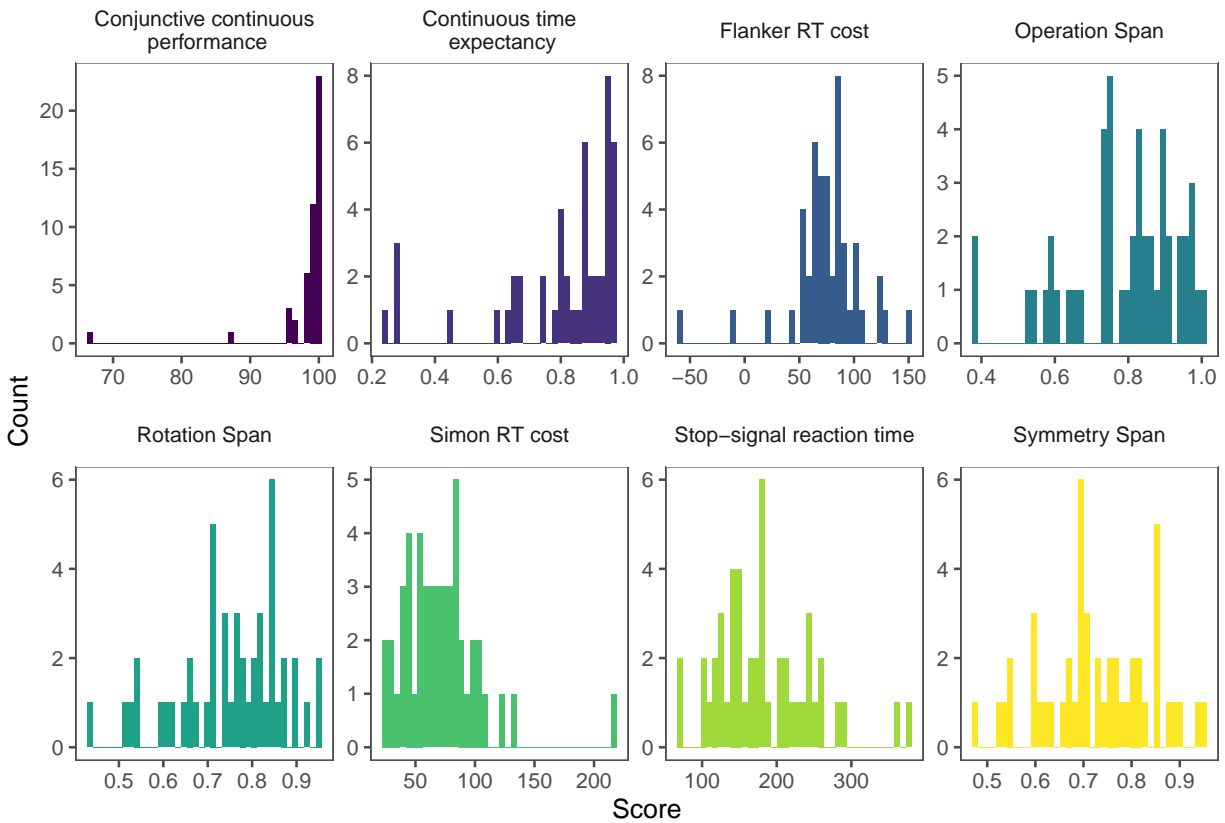 Conjunctive continuous
performance
Continuous time
expectancy
Flanker RT cost
Operation Span
20
15
10
5
0
70 80 90 100
8
6
4
2
0
0.2 0.4 0.6 0.8 1.0
8
6
4
2
0
−50 0 50 100 150
5
4
3
2
1
0
0.4 0.6 0.8 1.0
Count
Rotation Span
Simon RT cost
Stop−signal reaction time
Symmetry Span
6
4
2
0
0.5 0.6 0.7 0.8 0.9
5
4
3
2
1
0
50 100 150 200
6
4
2
0
100 200 300
6
4
2
0
0.5 0.6 0.7 0.8 0.9
Score